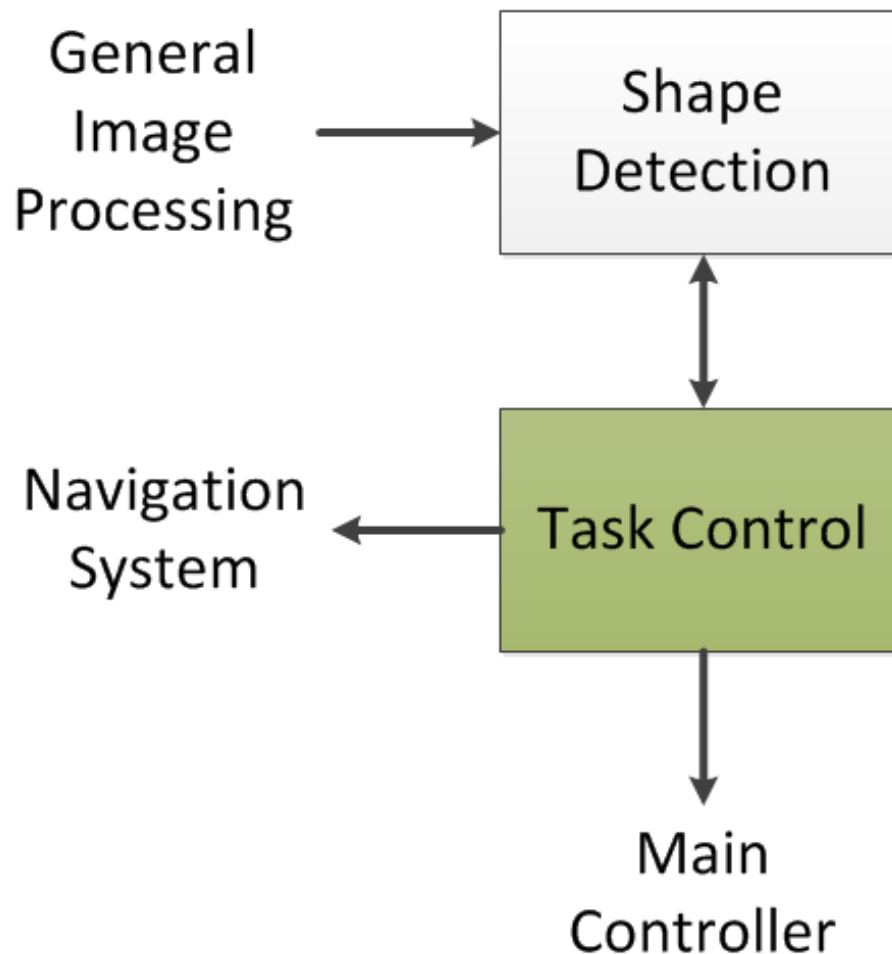 General
Image
Processing
Shape
Detection
Navigation
System
Task Control
Main
Controller